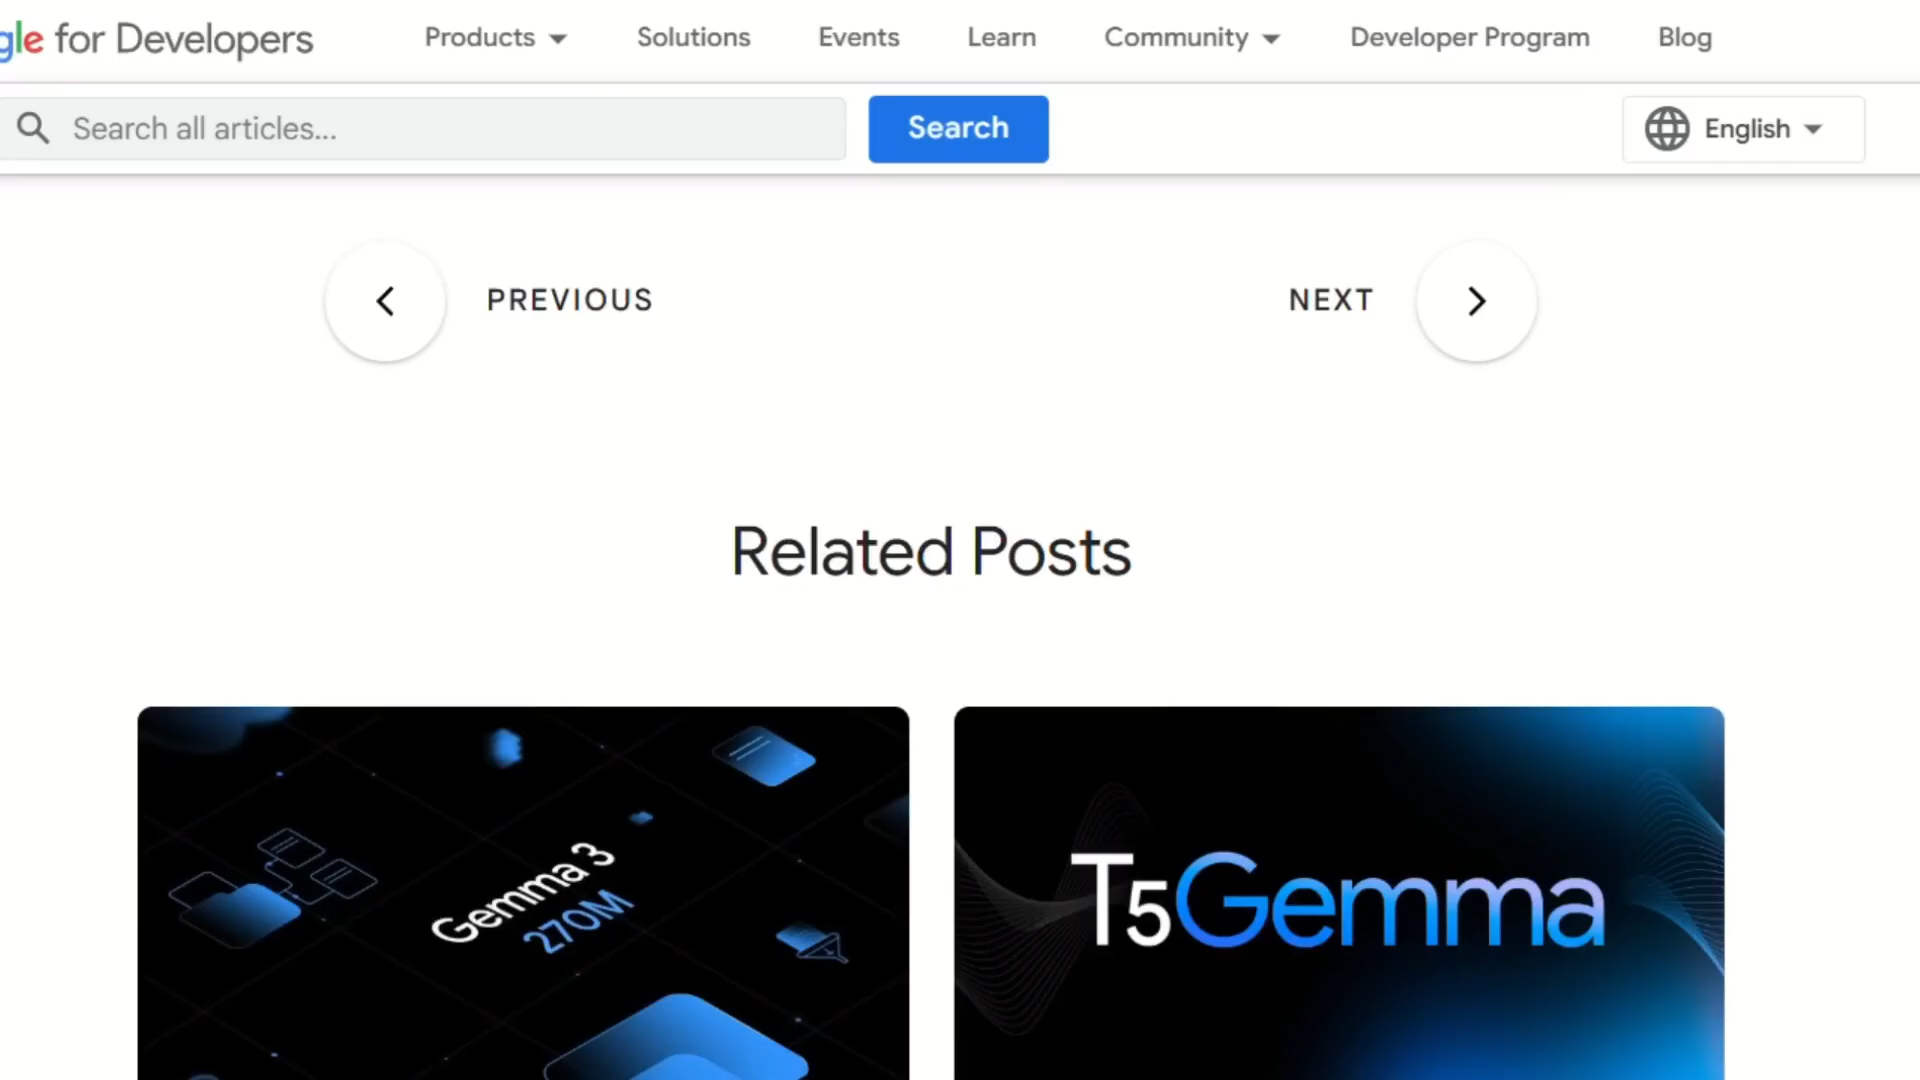 gle for Developers
Products
Solutions
Events
Learn
Community
Developer Program
Blog
Search all articles...
Search
English
PREVIOUS
NEXT
Related Posts
Gemma 3
270M
T5Gemma